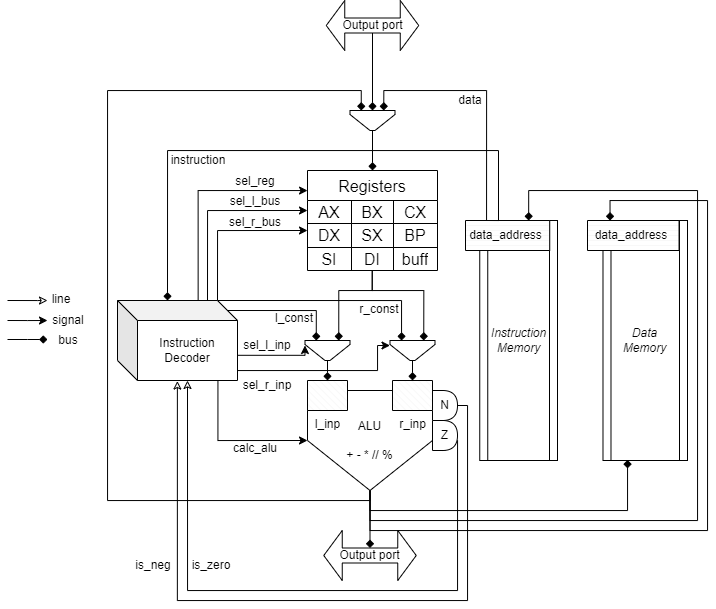 Output port
data
instruction
sel_reg
sel_l_bus
sel_r_bus
Registers
AX BX CX
DX SX BP
SI DI buff
data_address
data_address
line
signal
bus
l_const
r_const
Instruction
Decoder
sel_l_inp
sel_r_inp
Instruction
Memory
Data
Memory
l_inp
ALU
r_inp
N
Z
+ - * // %
calc_alu
Output port
is_neg
is_zero